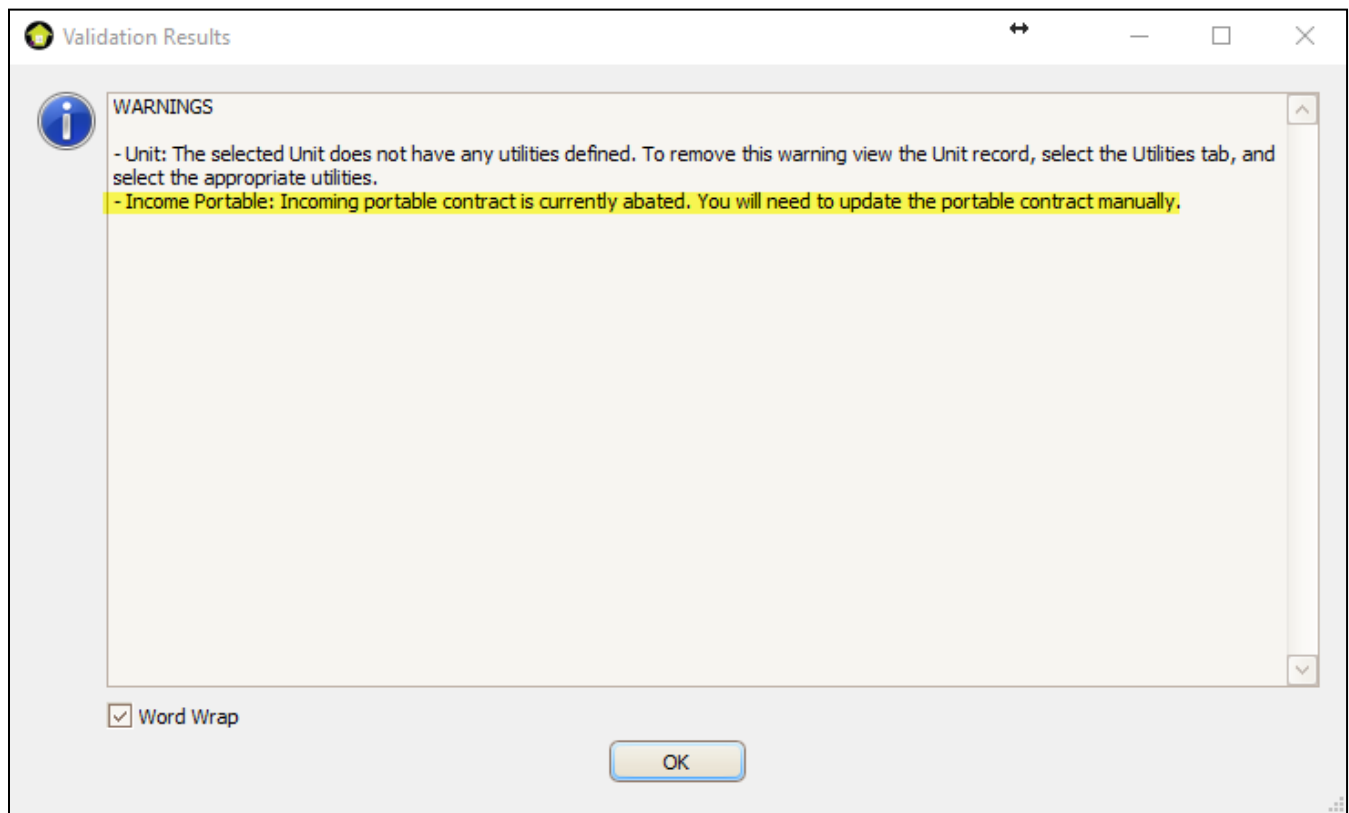 Validation Results
WARNINGS
- Unit: The selected Unit does not have any utilities defined. To remove this warning view the Unit record, select the Utilities tab, and
select the appropriate utilities.
- Income Portable: Incoming portable contract is currently abated. You will need to update the portable contract manually.
Word Wrap
OK